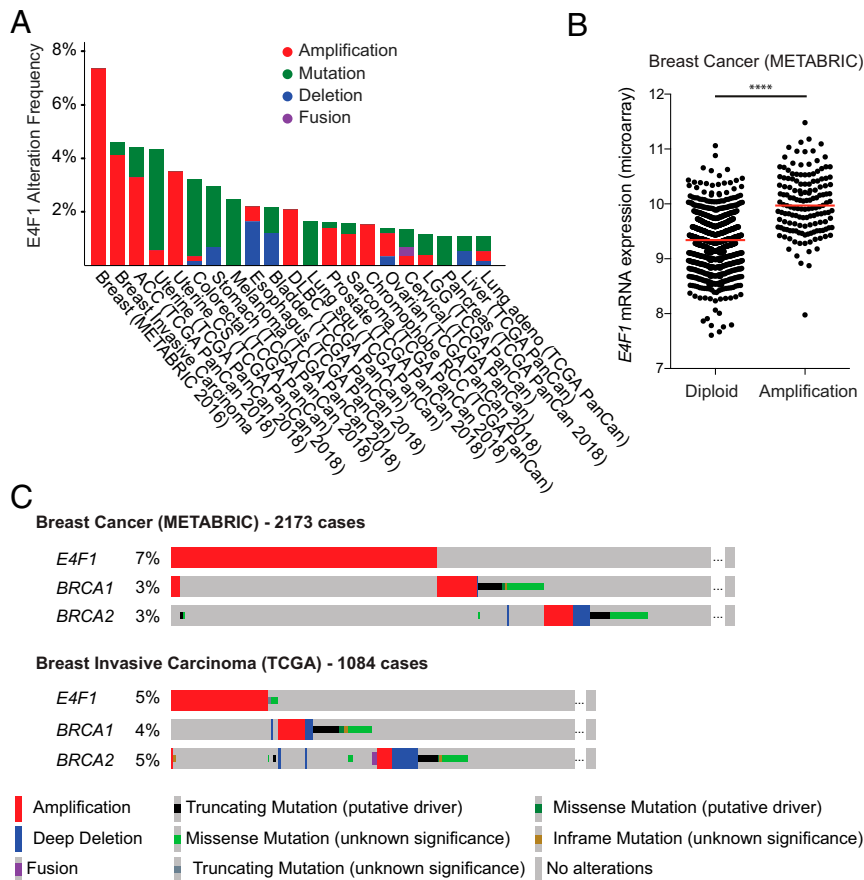 A
E4F1 Alteration Frequency
8%
6%
4%
2%
Amplification
Mutation
Deletion
Fusion
Breast (METABRIC 2016)
Breast Invasive Carcinoma
ACC (TCGA PanCan 2018)
Uterine (TCGA PanCan 2018)
Uterine CS (TCGA PanCan 2018)
Colorectal (TCGA PanCan 2018)
Stomach (TCGA PanCan 2018)
Melanoma (TCGA PanCan)
Esophagus (TCGA PanCan 2018)
Bladder (TCGA PanCan)
DLBC (TCGA PanCan)
Lung squ (TCGA PanCan)
Prostate (TCGA PanCan 2018)
Sarcoma (TCGA PanCan 2018)
Chromophobe RCC (TCGA PanCan)
Ovarian (TCGA PanCan 2018)
Cervical (TCGA PanCan)
LGG (TCGA PanCan)
Pancreas (TCGA PanCan 2018)
Liver (TCGA PanCan)
Lung adeno (TCGA PanCan)
B
Breast Cancer (METABRIC)
****
E4F1 mRNA expression (microarray)
12
11
10
9
8
7
Diploid
Amplification
C
Breast Cancer (METABRIC) - 2173 cases
E4F1 7% ...
BRCA1 3% ...
BRCA2 3% ...
Breast Invasive Carcinoma (TCGA) - 1084 cases
E4F1 5% ...
BRCA1 4% ...
BRCA2 5% ...
Amplification
Truncating Mutation (putative driver)
Missense Mutation (putative driver)
Deep Deletion
Missense Mutation (unknown significance)
Inframe Mutation (unknown significance)
Fusion
Truncating Mutation (unknown significance)
No alterations